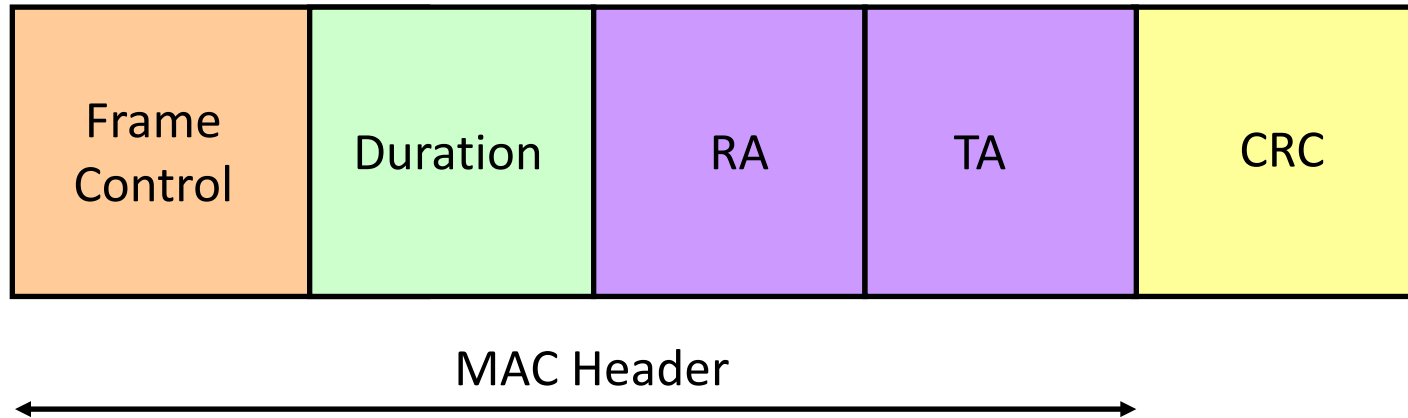 Frame
Control
Duration
RA
TA
CRC
MAC Header